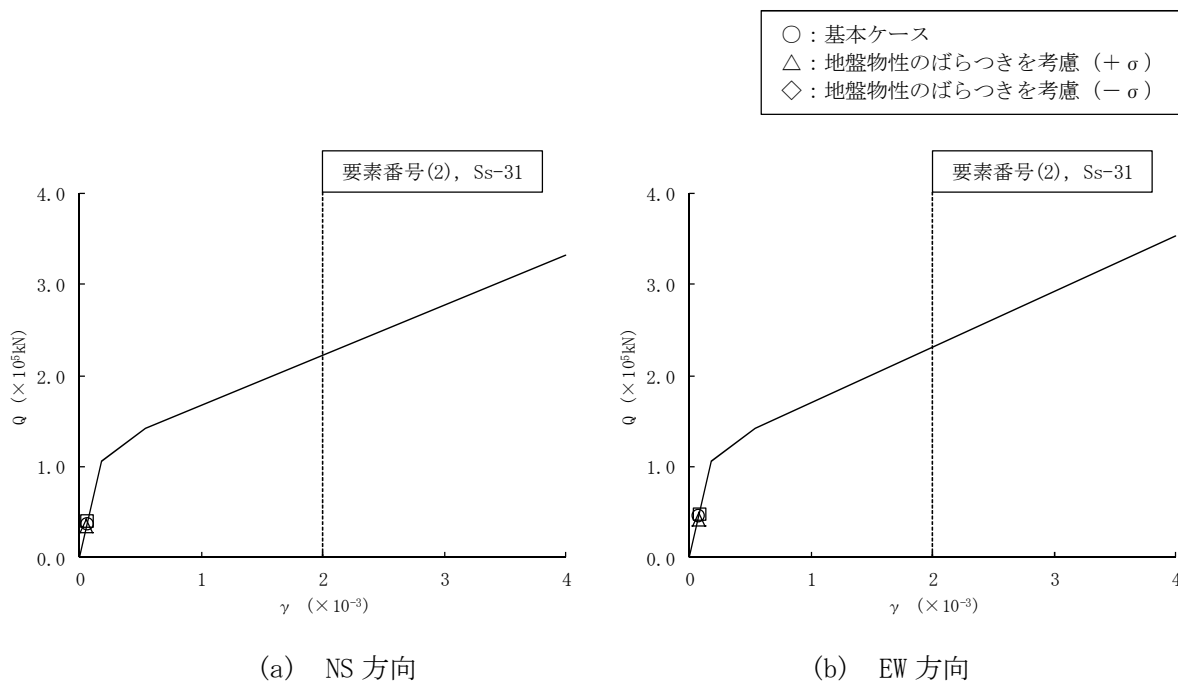 ○：基本ケース
△：地盤物性のばらつきを考慮（＋σ）
◇：地盤物性のばらつきを考慮（－σ）
要素番号(2), Ss-31
4.0
3.0
2.0
1.0
0.0
Q (×10⁵kN)
0 1 2 3 4
γ (×10⁻³)
(a) NS 方向
要素番号(2), Ss-31
4.0
3.0
2.0
1.0
0.0
Q (×10⁵kN)
0 1 2 3 4
γ (×10⁻³)
(b) EW 方向